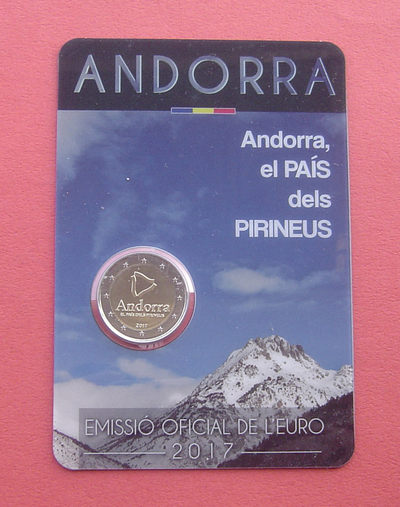 ANDORRA
Andorra,
el PAÍS
dels
PIRINEUS
Andorra
EL PAÍS DELS PIRINEUS
2017
EMISSIÓ OFICIAL DE L'EURO
2017